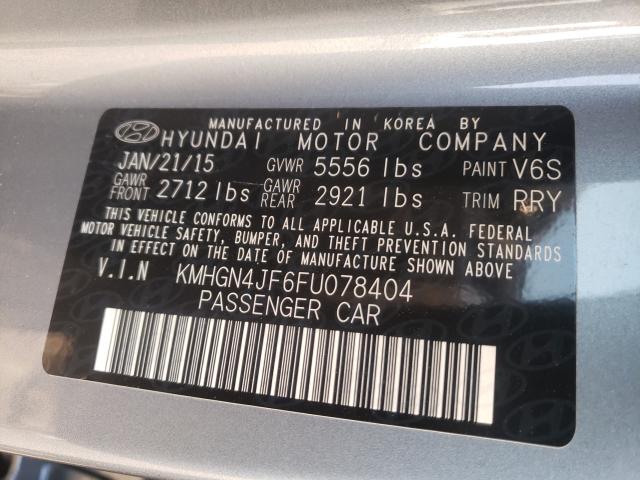 MANUFACTURED IN KOREA BY
HYUNDAI MOTOR COMPANY
JAN/21/15 GVWR 5556 lbs PAINT V6S
GAWR FRONT 2712 lbs GAWR REAR 2921 lbs TRIM RRY
THIS VEHICLE CONFORMS TO ALL APPLICABLE U.S.A. FEDERAL
MOTOR VEHICLE SAFETY, BUMPER, AND THEFT PREVENTION STANDARDS
IN EFFECT ON THE DATE OF MANUFACTURE SHOWN ABOVE
V.I.N KMHGN4JF6FU078404
PASSENGER CAR